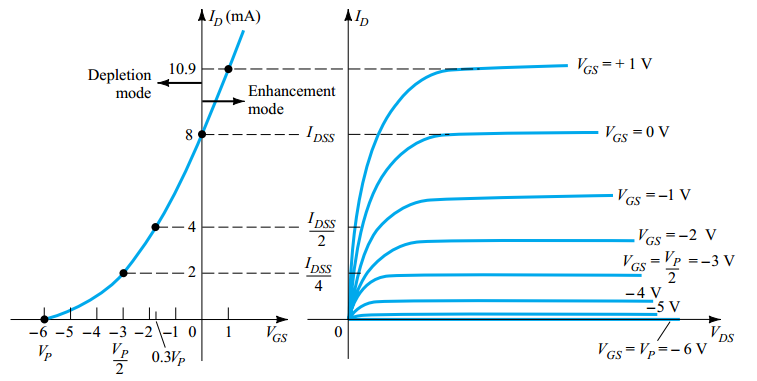 I_D (mA)
I_D
10.9
V_GS = + 1 V
Depletion
mode
Enhancement
mode
8
I_DSS
V_GS = 0 V
V_GS = –1 V
4
I_DSS
2
V_GS = –2 V
V_GS = V_P/2 = –3 V
2
I_DSS
4
– 4 V
–5 V
–6 –5 –4 –3 –2 –1 0 1 V_GS
0
V_DS
V_P
V_P
2
0.3V_P
V_GS = V_P = – 6 V